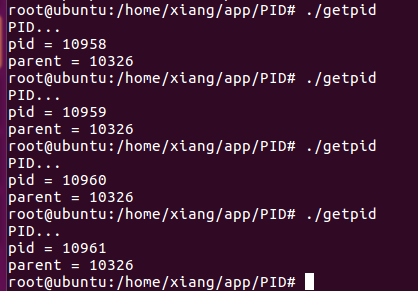 root@ubuntu:/home/xiang/app/PID# ./getpid
PID...
pid = 10958
parent = 10326
root@ubuntu:/home/xiang/app/PID# ./getpid
PID...
pid = 10959
parent = 10326
root@ubuntu:/home/xiang/app/PID# ./getpid
PID...
pid = 10960
parent = 10326
root@ubuntu:/home/xiang/app/PID# ./getpid
PID...
pid = 10961
parent = 10326
root@ubuntu:/home/xiang/app/PID#